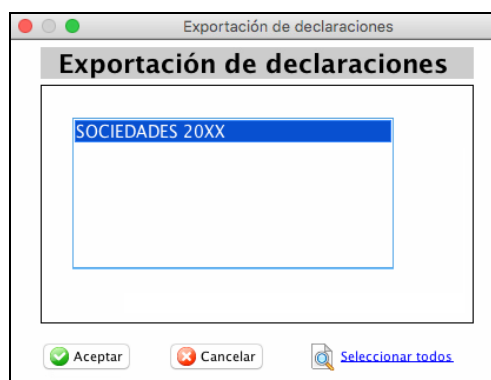 Exportación de declaraciones
Exportación de declaraciones
SOCIEDADES 20XX
Aceptar
Cancelar
Seleccionar todos